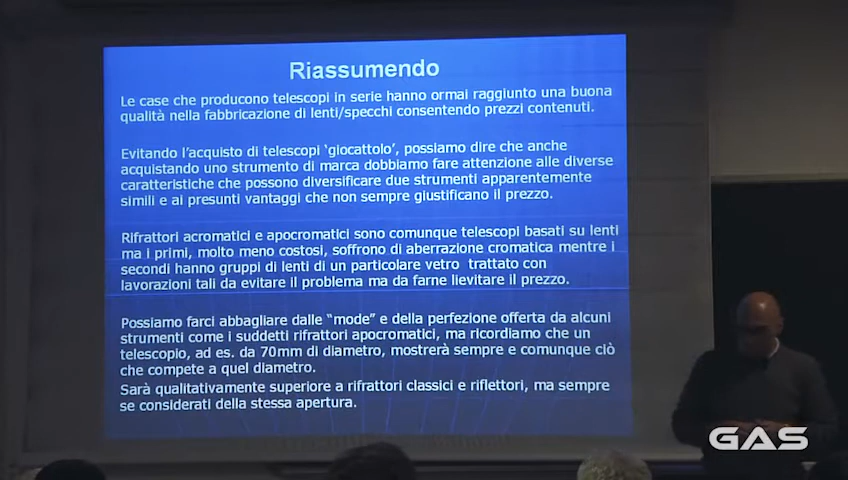 Riassumendo
Le case che producono telescopi in serie hanno ormai raggiunto una buona
qualità nella fabbricazione di lenti/specchi consentendo prezzi contenuti.
Evitando l'acquisto di telescopi 'giocattolo', possiamo dire che anche
acquistando uno strumento di marca dobbiamo fare attenzione alle diverse
caratteristiche che possono diversificare due strumenti apparentemente
simili e ai presunti vantaggi che non sempre giustificano il prezzo.
Rifrattori acromatici e apocromatici sono comunque telescopi basati su lenti
ma i primi, molto meno costosi, soffrono di aberrazione cromatica mentre i
secondi hanno gruppi di lenti di un particolare vetro trattato con
lavorazioni tali da evitare il problema ma da farne lievitare il prezzo.
Possiamo farci abbagliare dalle “mode” e della perfezione offerta da alcuni
strumenti come i suddetti rifrattori apocromatici, ma ricordiamo che un
telescopio, ad es. da 70mm di diametro, mostrerà sempre e comunque ciò
che compete a quel diametro.
Sarà qualitativamente superiore a rifrattori classici e riflettori, ma sempre
se considerati della stessa apertura.
GAS